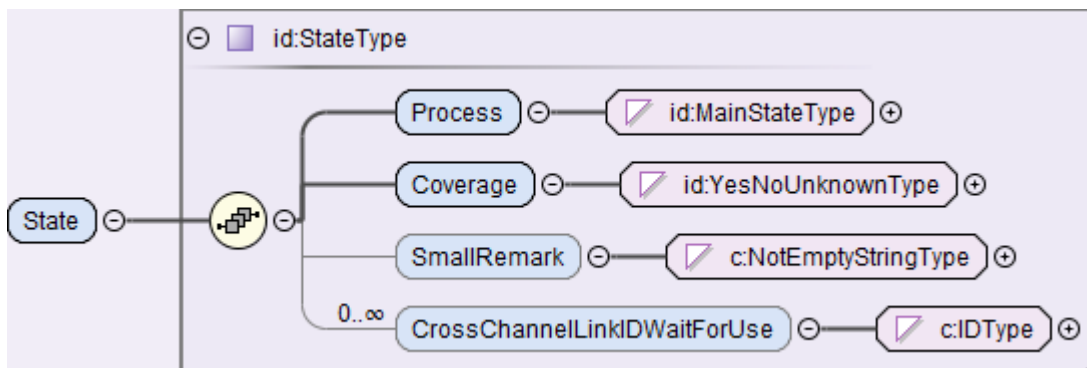 id:StateType
Process id:MainStateType
Coverage id:YesNoUnknownType
State
SmallRemark c:NotEmptyStringType
0..∞
CrossChannelLinkIDWaitForUse c:IDType